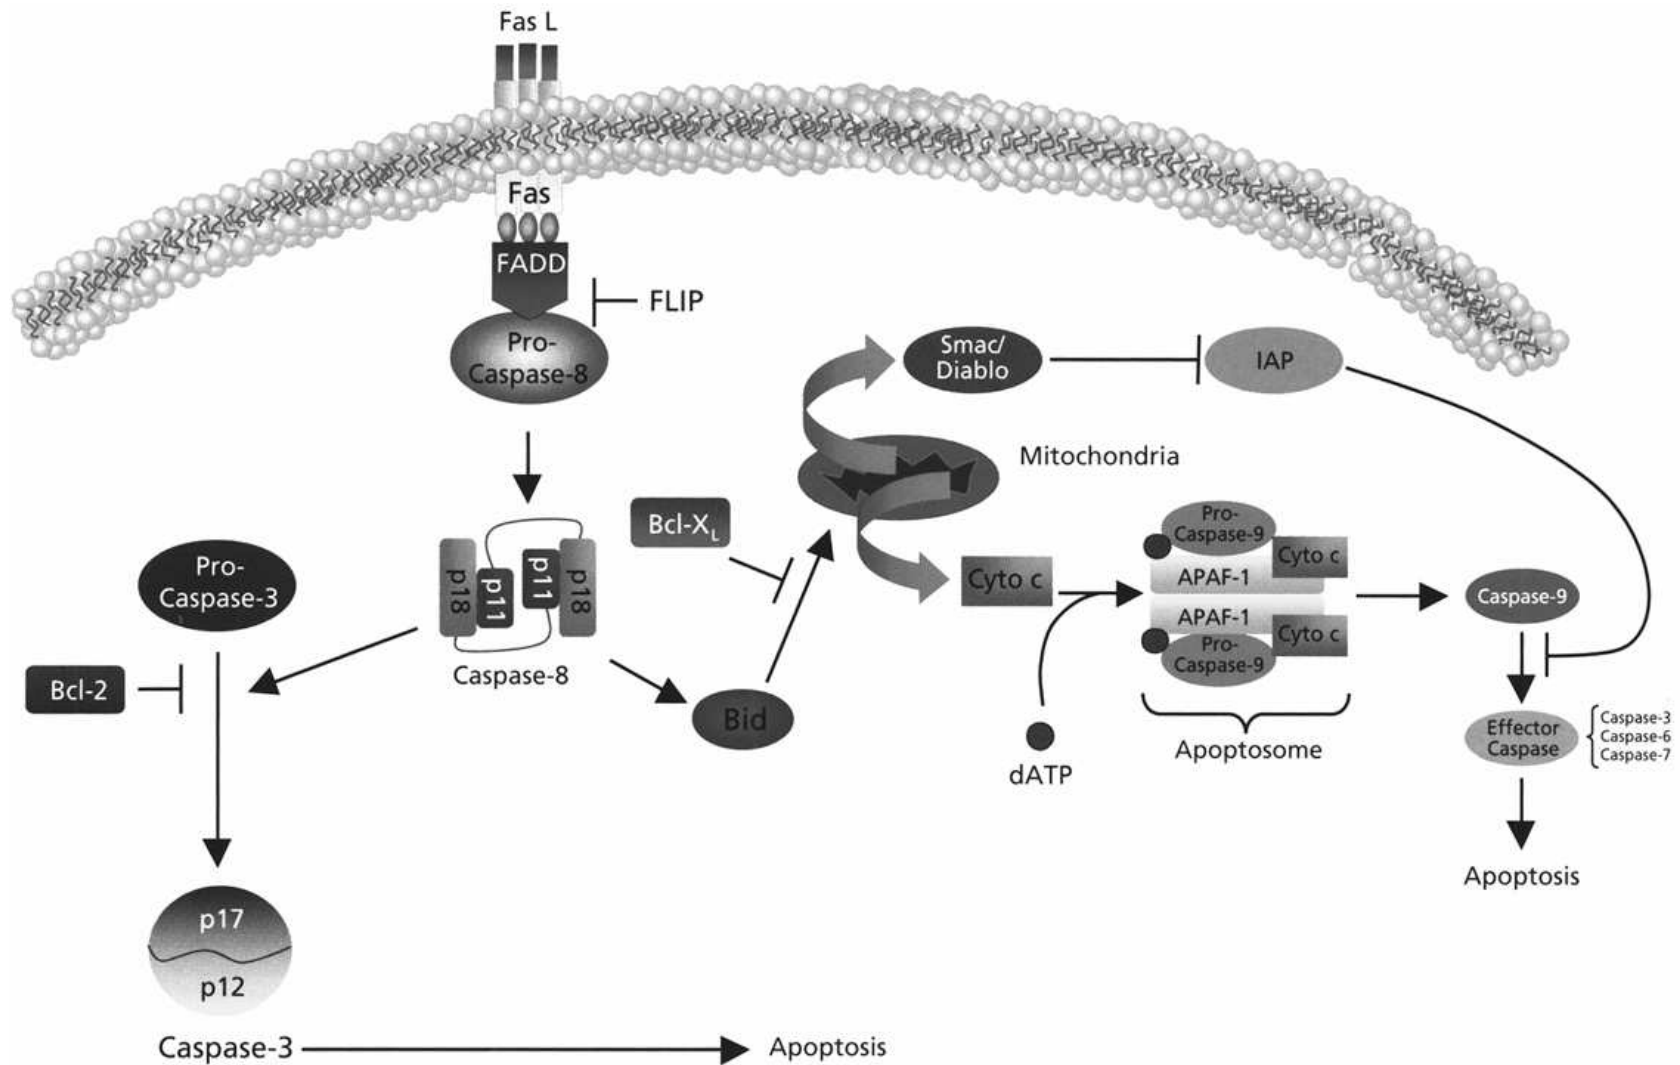 Fas L
Fas
FADD
FLIP
Pro-
Caspase-8
Smac/
Diablo
IAP
Mitochondria
Bcl-XL
Pro-
Caspase-3
p18
p11
p11
p18
Caspase-8
Bcl-2
Bid
Cyto c
dATP
Pro-
Caspase-9
Cyto c
APAF-1
APAF-1
Cyto c
Pro-
Caspase-9
Apoptosome
Caspase-9
Effector
Caspase
Caspase-3
Caspase-6
Caspase-7
Apoptosis
p17
p12
Caspase-3
Apoptosis